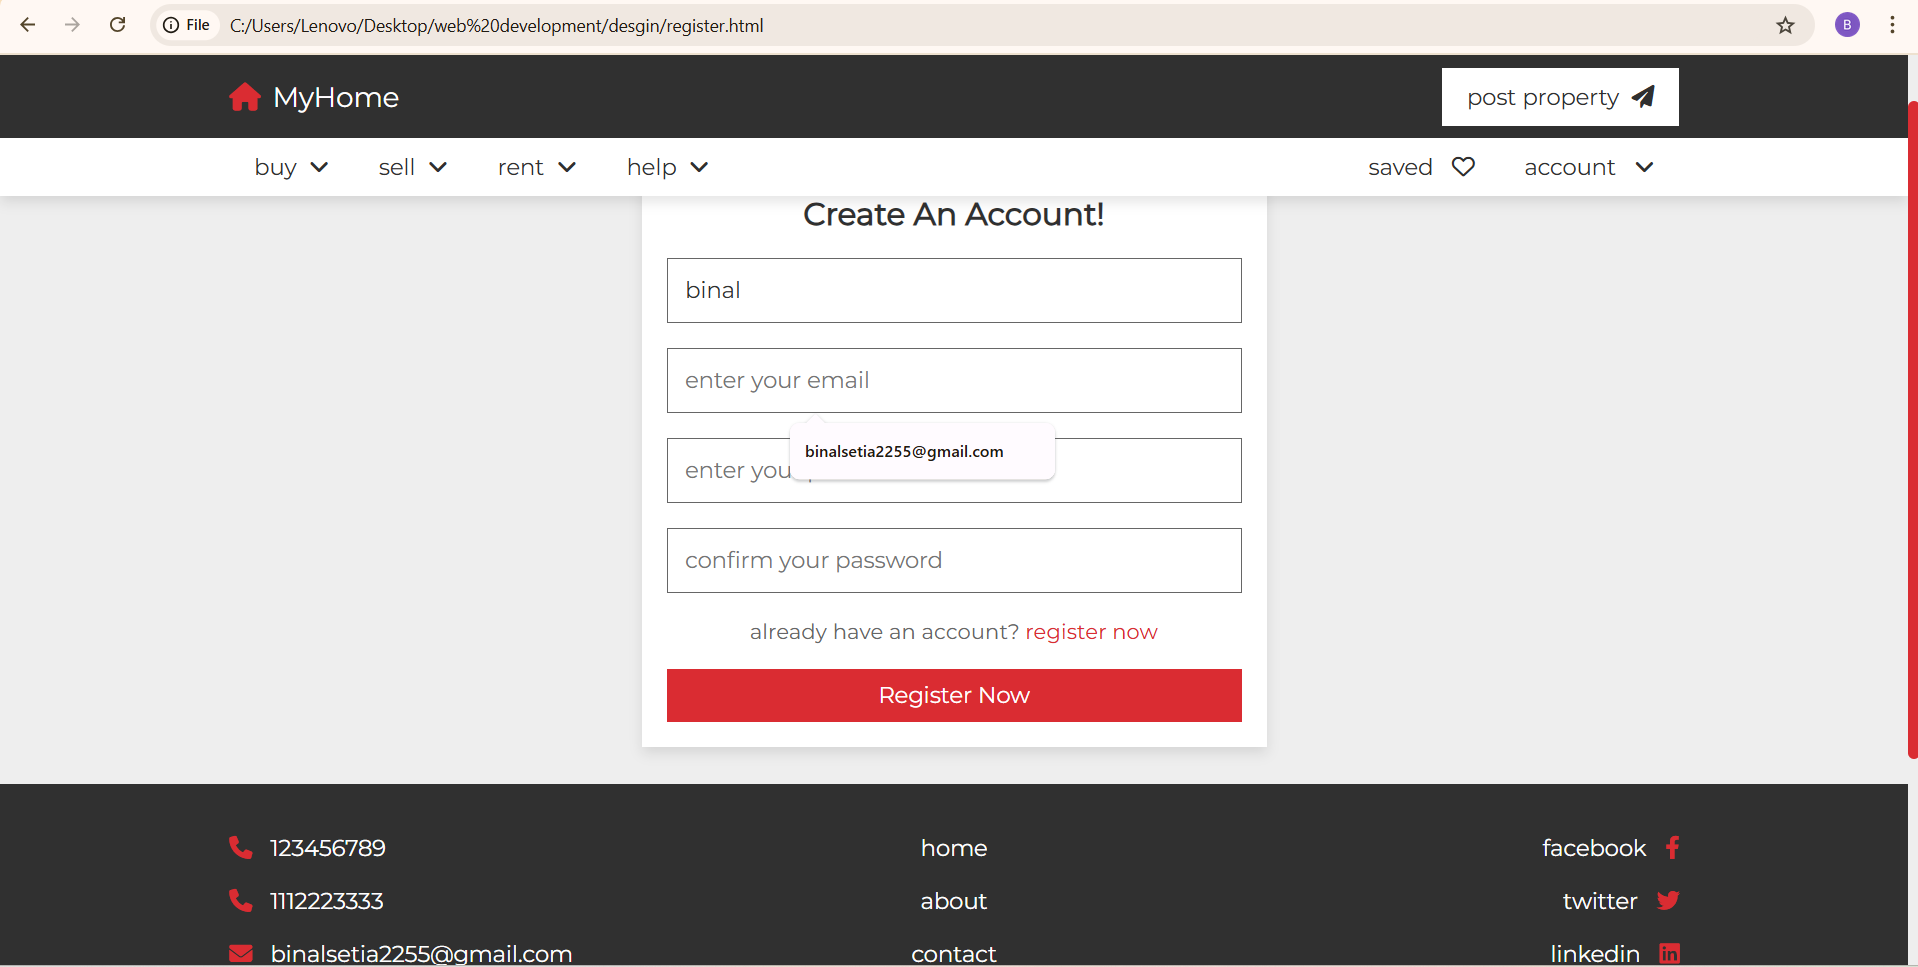 File C:/Users/Lenovo/Desktop/web%20development/desgin/register.html
B
MyHome
post property
buy sell rent help saved account
Create An Account!
binal
enter your email
binalsetia2255@gmail.com
enter you
confirm your password
already have an account? register now
Register Now
123456789 home facebook
1112223333 about twitter
binalsetia2255@gmail.com contact linkedin